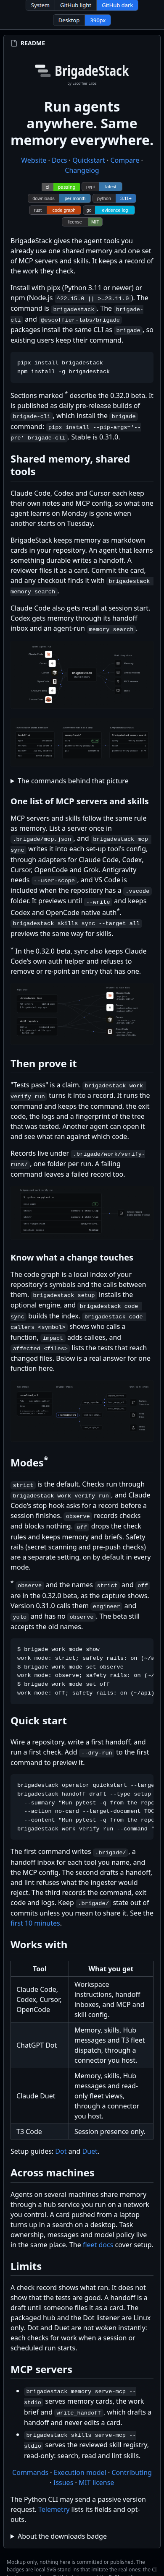 System GitHub light GitHub dark
Desktop 390px
README
BrigadeStack
by Escoffier Labs
Run agents
anywhere. Same
memory everywhere.
Website · Docs · Quickstart · Compare ·
Changelog
ci passing pypi latest
downloads per month python 3.11+
rust code graph go evidence log
license MIT
BrigadeStack gives the agent tools you
already use one shared memory and one set
of MCP servers and skills. It keeps a record of
the work they check.
Install with pipx (Python 3.11 or newer) or
npm (Node.js ^22.15.0 || >=23.11.0). The
command is brigadestack. The brigade-
cli and @escoffier-labs/brigade
packages install the same CLI as brigade, so
existing users keep their command.
pipx install brigadestack
npm install -g brigadestack
Sections marked * describe the 0.32.0 beta. It
is published as daily pre-release builds of
brigade-cli, which install the brigade
command: pipx install --pip-args='--
pre' brigade-cli. Stable is 0.31.0.
Shared memory, shared
tools
Claude Code, Codex and Cursor each keep
their own notes and MCP config, so what one
agent learns on Monday is gone when
another starts on Tuesday.
BrigadeStack keeps memory as markdown
cards in your repository. An agent that learns
something durable writes a handoff. A
reviewed handoff files it as a card. Commit the
card, and every checkout finds it with brigadestack
memory search.
Claude Code also gets recall at session start.
Codex gets memory through its handoff
inbox and an agent-run memory search.
The commands behind that picture
One list of MCP servers and skills
MCP servers and skills follow the same rule
as memory. List a server once in
.brigade/mcp.json, and brigadestack mcp
sync writes it into each set-up tool's config,
through adapters for Claude Code, Codex,
Cursor, OpenCode and Grok. Antigravity
needs --user-scope, and VS Code is
included when the repository has a .vscode
folder. It previews until --write and keeps
Codex and OpenCode native auth*.
brigadestack skills sync --target all
previews the same way for skills.
* In the 0.32.0 beta, sync also keeps Claude
Code's own auth helper and refuses to
remove or re-point an entry that has one.
Then prove it
"Tests pass" is a claim. brigadestack work
verify run turns it into a record. It runs the
command and keeps the command, the exit
code, the logs and a fingerprint of the tree
that was tested. Another agent can open it
and see what ran against which code.
Records live under .brigade/work/verify-
runs/, one folder per run. A failing
command leaves a failed record too.
Know what a change touches
The code graph is a local index of your
repository's symbols and the calls between
them. brigadestack setup installs the
optional engine, and brigadestack code
sync builds the index. brigadestack code
callers <symbol> shows who calls a
function, impact adds callees, and
affected <files> lists the tests that reach
changed files. Below is a real answer for one
function here.
Modes*
strict is the default. Checks run through
brigadestack work verify run, and Claude
Code's stop hook asks for a record before a
session finishes. observe records checks
and blocks nothing. off drops the check
rules and keeps memory and briefs. Safety
rails (secret scanning and pre-push checks)
are a separate setting, on by default in every
mode.
* observe and the names strict and off
are in the 0.32.0 beta, as the capture shows.
Version 0.31.0 calls them engineer and
yolo and has no observe. The beta still
accepts the old names.
$ brigade work mode show
work mode: strict; safety rails: on (~/a
$ brigade work mode set observe
work mode: observe; safety rails: on (~/
$ brigade work mode set off
work mode: off; safety rails: on (~/api)
Quick start
Wire a repository, write a first handoff, and
run a first check. Add --dry-run to the first
command to preview it.
brigadestack operator quickstart --targe
brigadestack handoff draft --type setup
--summary "Run pytest -q from the repo
--action no-card --target-document TOO
--content "Run pytest -q from the repo
brigadestack work verify run --command "
The first command writes .brigade/, a
handoff inbox for each tool you name, and
the MCP config. The second drafts a handoff,
and lint refuses what the ingester would
reject. The third records the command, exit
code and logs. Keep .brigade/ state out of
commits unless you mean to share it. See the
first 10 minutes.
Works with
Tool What you get
Claude Code, Codex, Cursor, OpenCode Workspace instructions, handoff inboxes, and MCP and skill config.
ChatGPT Dot Memory, skills, Hub messages and T3 fleet dispatch, through a connector you host.
Claude Duet Memory, skills, Hub messages and read-only fleet views, through a connector you host.
T3 Code Session presence only.
Setup guides: Dot and Duet.
Across machines
Agents on several machines share memory
through a hub service you run on a network
you control. A card pushed from a laptop
turns up in a search on a desktop. Task
ownership, messages and model policy live
in the same place. The fleet docs cover setup.
Limits
A check record shows what ran. It does not
show that the tests are good. A handoff is a
draft until someone files it as a card. The
packaged hub and the Dot listener are Linux
only. Dot and Duet are not woken instantly:
each checks for work when a session or
scheduled run starts.
MCP servers
brigadestack memory serve-mcp --
stdio serves memory cards, the work
brief and write_handoff, which drafts a
handoff and never edits a card.
brigadestack skills serve-mcp --
stdio serves the reviewed skill registry,
read-only: search, read and lint skills.
Commands · Execution model · Contributing
· Issues · MIT license
The Python CLI may send a passive version
request. Telemetry lists its fields and opt-
outs.
About the downloads badge